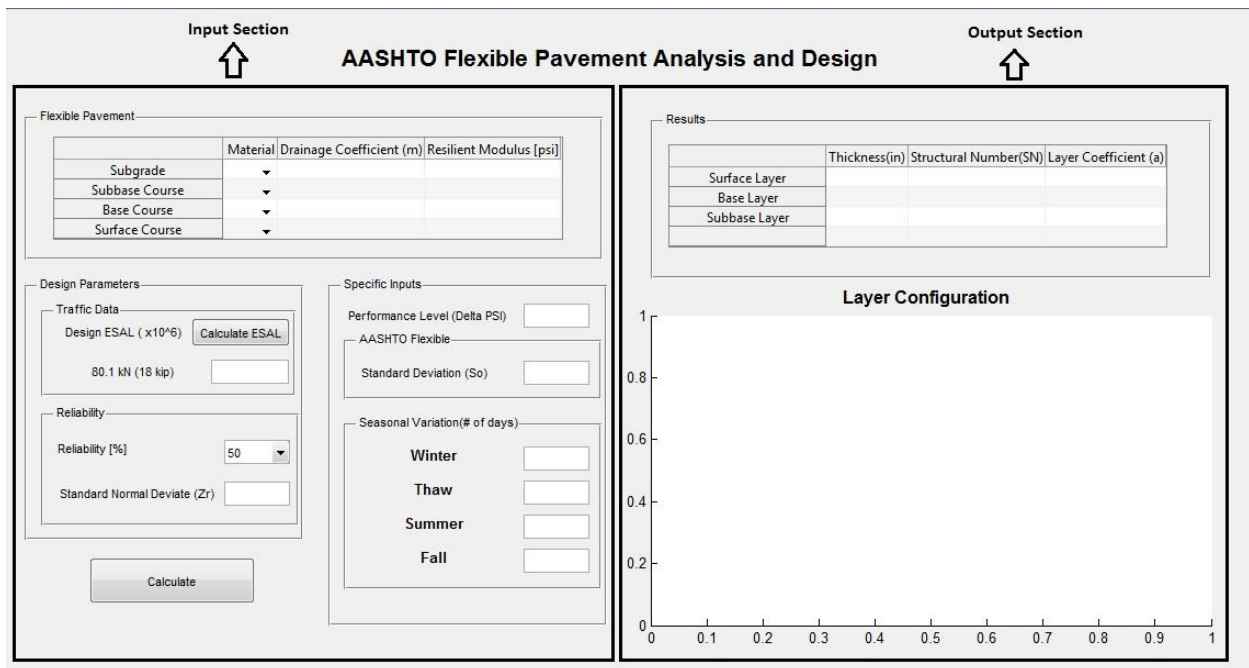 Input Section
Output Section
AASHTO Flexible Pavement Analysis and Design
Flexible Pavement
Material Drainage Coefficient (m) Resilient Modulus [psi]
Subgrade
Subbase Course
Base Course
Surface Course
Design Parameters
Traffic Data
Design ESAL ( x10^6) Calculate ESAL
80.1 kN (18 kip)
Reliability
Reliability [%] 50
Standard Normal Deviate (Zr)
Calculate
Specific Inputs
Performance Level (Delta PSI)
AASHTO Flexible
Standard Deviation (So)
Seasonal Variation(# of days)
Winter
Thaw
Summer
Fall
Results
Thickness(in) Structural Number(SN) Layer Coefficient (a)
Surface Layer
Base Layer
Subbase Layer
Layer Configuration
1
0.8
0.6
0.4
0.2
0
0 0.1 0.2 0.3 0.4 0.5 0.6 0.7 0.8 0.9 1